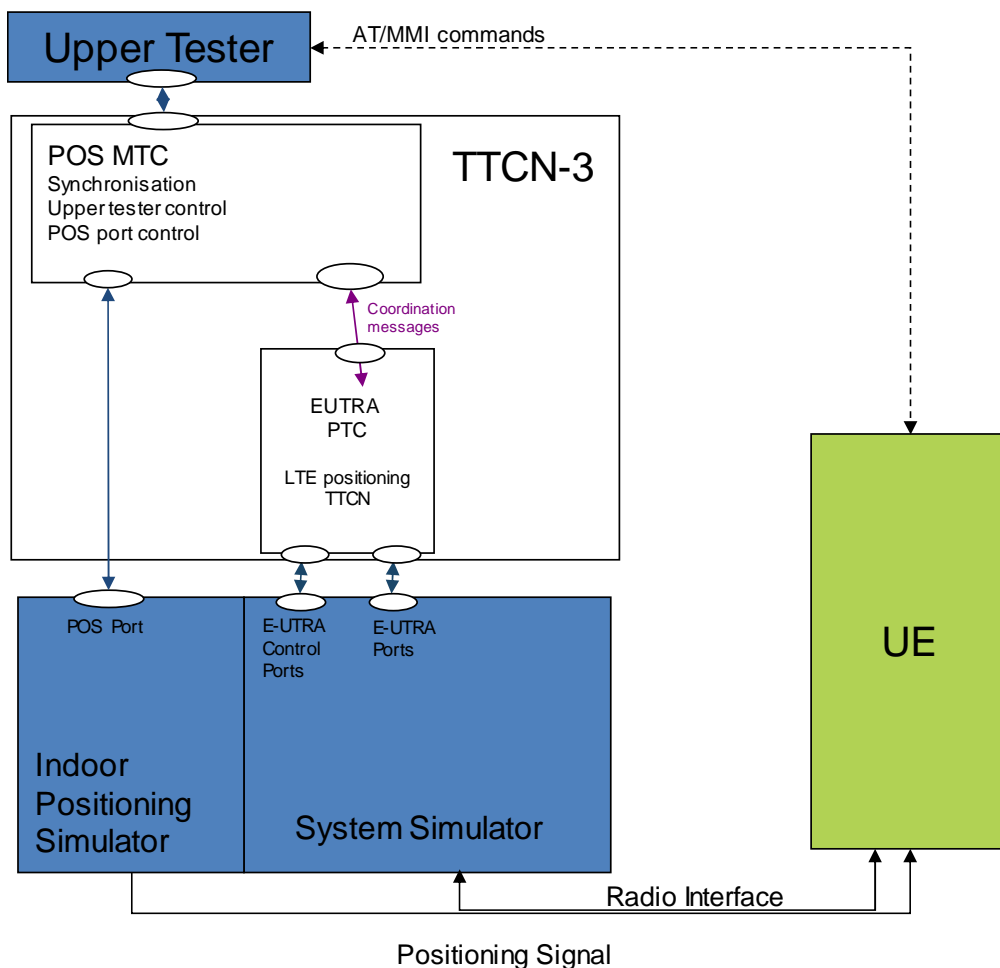 Upper Tester
AT/MMI commands
POS MTC
Synchronisation
Upper tester control
POS port control
TTCN-3
Coordination
messages
EUTRA
PTC
LTE positioning
TTCN
POS Port
E-UTRA
Control
Ports
E-UTRA
Ports
UE
Indoor
Positioning
Simulator
System Simulator
Radio Interface
Positioning Signal